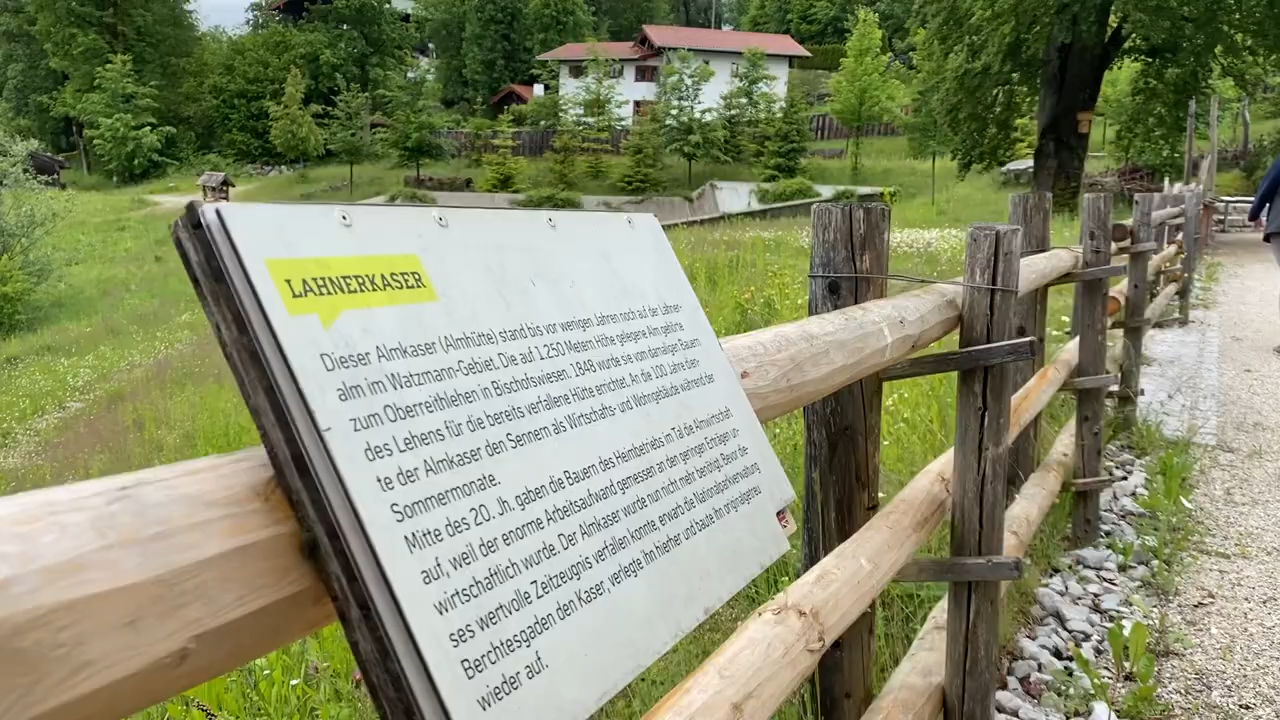 LAHNERKASER
Dieser Almkaser (Almhütte) stand bis vor wenigen Jahren noch auf der Lahner-
alm im Watzmann-Gebiet. Die auf 1.250 Metern Höhe gelegene Alm gehörte
zum Oberreithlehen in Bischofswiesen. 1848 wurde sie vom damaligen Bauern
des Lehens für die bereits verfallene Hütte errichtet. An die 100 Jahre dien-
te der Almkaser den Sennern als Wirtschafts- und Wohngebäude während der
Sommermonate.
Mitte des 20. Jh. gaben die Bauern des Heimbetriebs im Tal die Almwirtschaft
auf, weil der enorme Arbeitsaufwand gemessen an den geringen Erträgen un-
wirtschaftlich wurde. Der Almkaser wurde nun nicht mehr benötigt. Bevor die-
ses wertvolle Zeitzeugnis verfallen konnte, erwarb die Nationalparkverwaltung
Berchtesgaden den Kaser, verlegte ihn hierher und baute ihn originalgetreu
wieder auf.